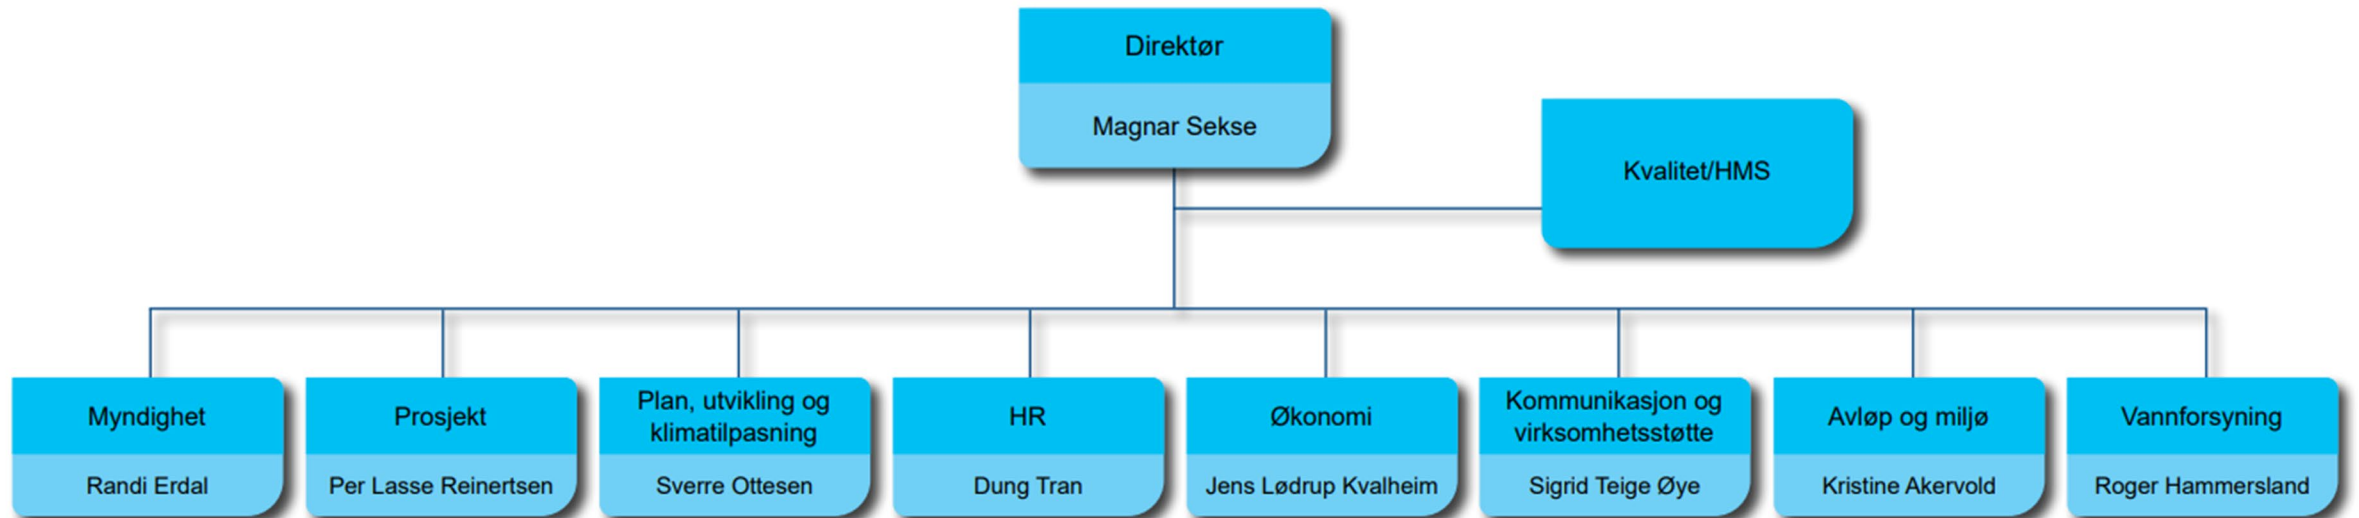 Direktør
Magnar Sekse
Kvalitet/HMS
Myndighet
Randi Erdal
Prosjekt
Per Lasse Reinertsen
Plan, utvikling og
klimatilpasning
Sverre Ottesen
HR
Dung Tran
Økonomi
Jens Lødrup Kvalheim
Kommunikasjon og
virksomhetsstøtte
Sigrid Teige Øye
Avløp og miljø
Kristine Akervold
Vannforsyning
Roger Hammersland